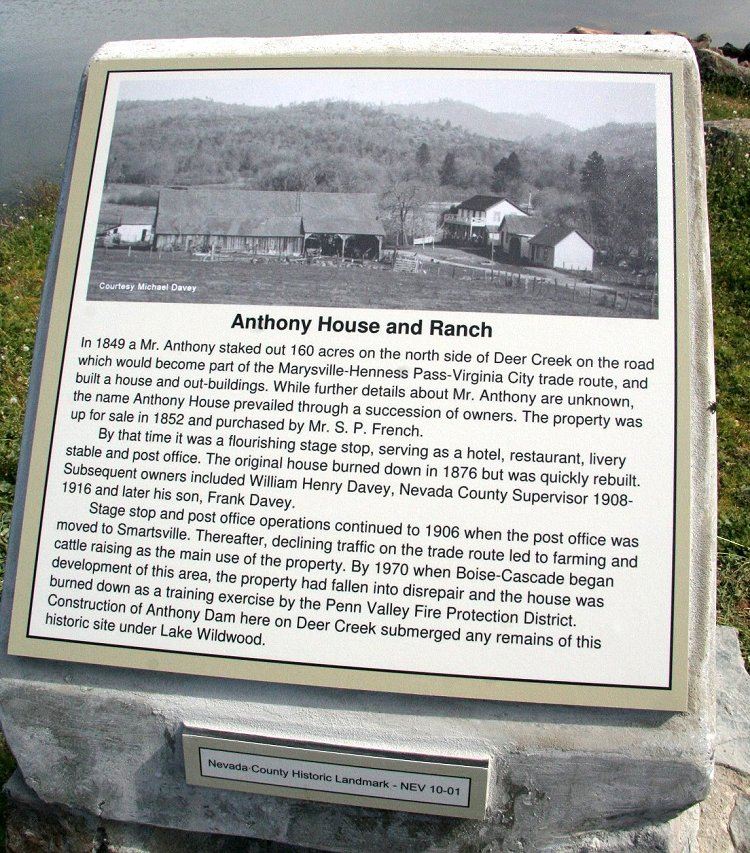 Courtesy Michael Davey
Anthony House and Ranch
In 1849 a Mr. Anthony staked out 160 acres on the north side of Deer Creek on the road
which would become part of the Marysville-Henness Pass-Virginia City trade route, and
built a house and out-buildings. While further details about Mr. Anthony are unknown,
the name Anthony House prevailed through a succession of owners. The property was
up for sale in 1852 and purchased by Mr. S. P. French.
By that time it was a flourishing stage stop, serving as a hotel, restaurant, livery
stable and post office. The original house burned down in 1876 but was quickly rebuilt.
Subsequent owners included William Henry Davey, Nevada County Supervisor 1908-
1916 and later his son, Frank Davey.
Stage stop and post office operations continued to 1906 when the post office was
moved to Smartsville. Thereafter, declining traffic on the trade route led to farming and
cattle raising as the main use of the property. By 1970 when Boise-Cascade began
development of this area, the property had fallen into disrepair and the house was
burned down as a training exercise by the Penn Valley Fire Protection District.
Construction of Anthony Dam here on Deer Creek submerged any remains of this
historic site under Lake Wildwood.
Nevada County Historic Landmark - NEV 10-01